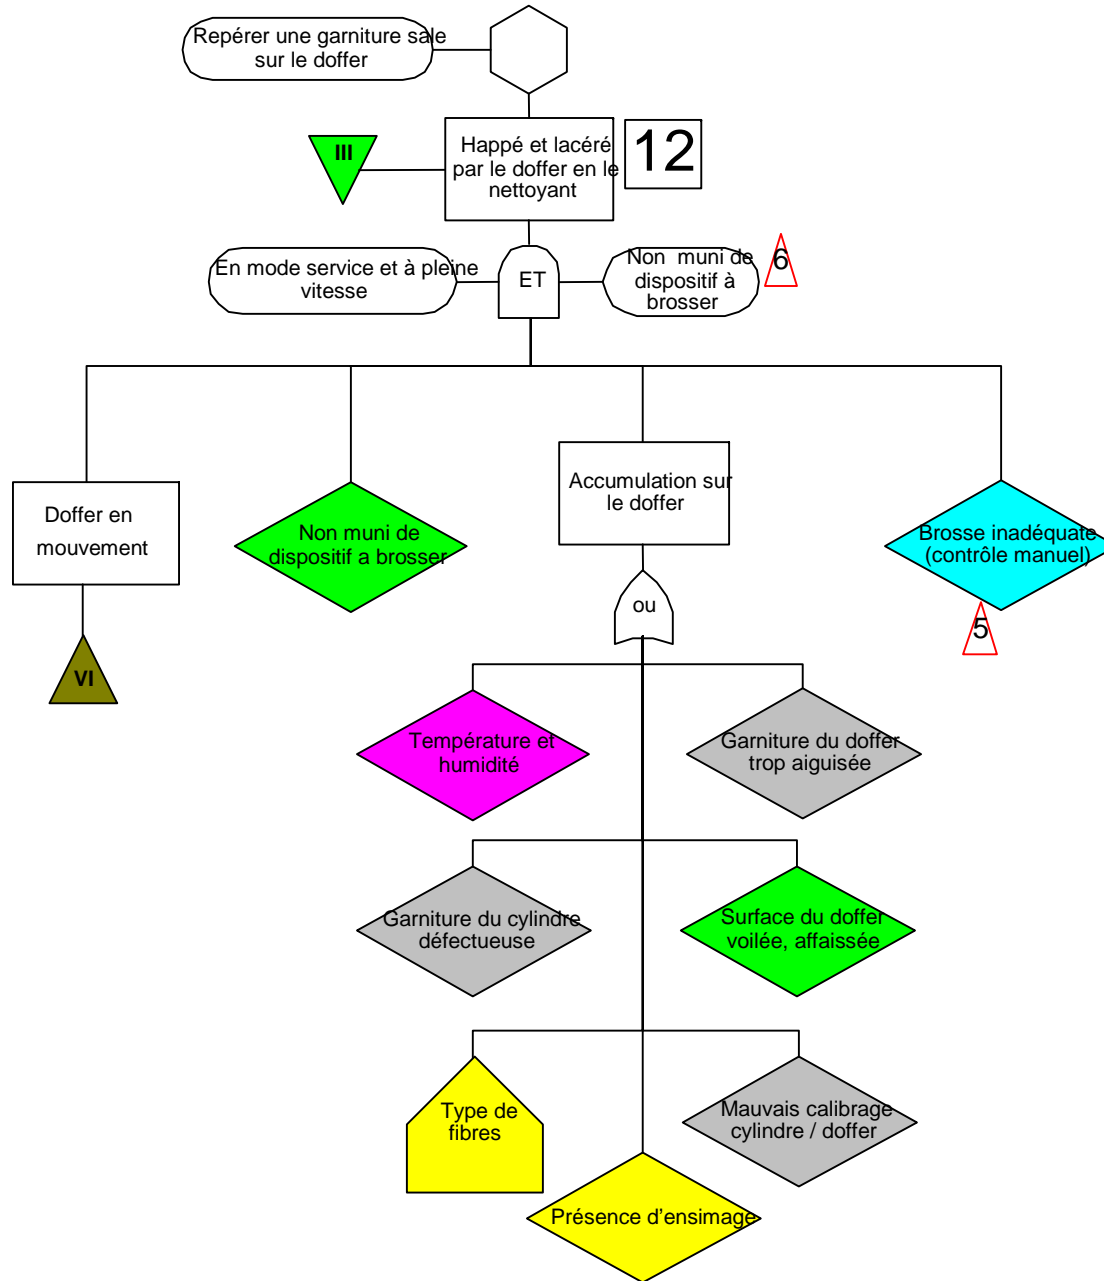 Repérer une garniture sale
sur le doffer
III
Happé et lacéré
par le doffer en le
nettoyant
12
En mode service et à pleine
vitesse
ET
Non muni de
dispositif à
brosser
6
Doffer en
mouvement
Non muni de
dispositif a brosser
Accumulation sur
le doffer
Brosse inadéquate
(contrôle manuel)
ou
5
VI
Température et
humidité
Garniture du doffer
trop aiguisée
Garniture du cylindre
défectueuse
Surface du doffer
voilée, affaissée
Type de
fibres
Mauvais calibrage
cylindre / doffer
Présence d'ensimage